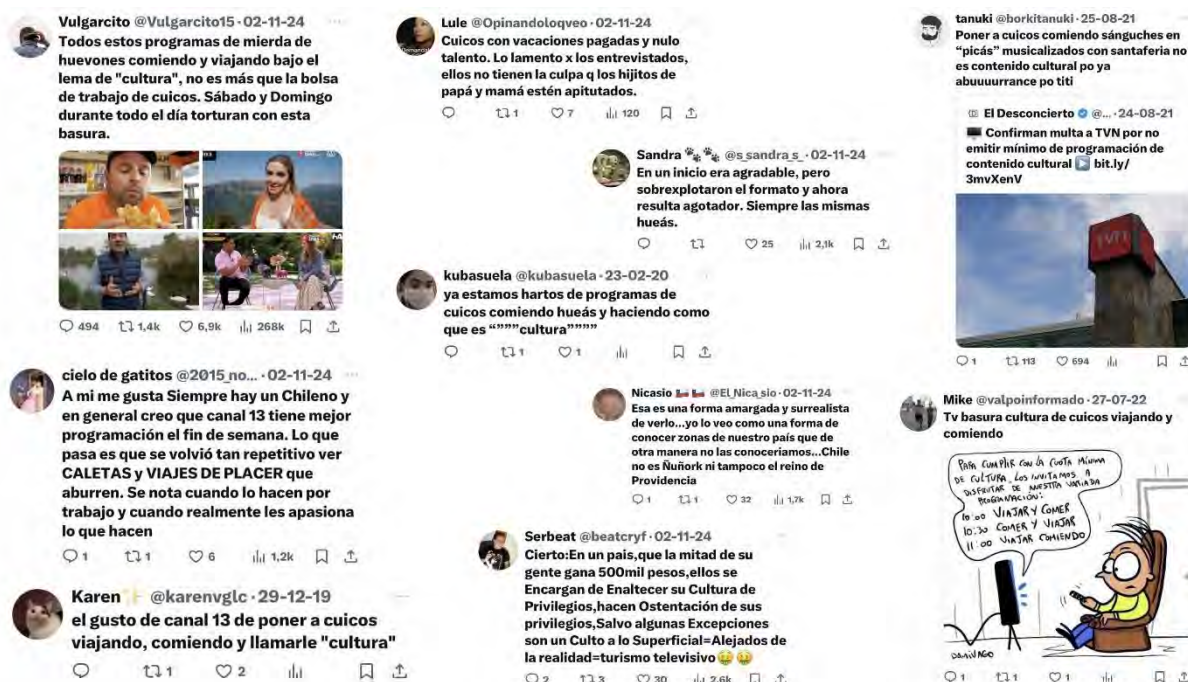 Vulgarcito @Vulgarcito15 · 02-11-24
Todos estos programas de mierda de
huevones comiendo y viajando bajo el
lema de "cultura", no es más que la bolsa
de trabajo de cuicos. Sábado y Domingo
durante todo el día torturan con esta
basura.
494 1,4k 6,9k 268k
cielo de gatitos @2015_no... · 02-11-24
A mi me gusta Siempre hay un Chileno y
en general creo que canal 13 tiene mejor
programación el fin de semana. Lo que
pasa es que se volvió tan repetitivo ver
CALETAS y VIAJES DE PLACER que
aburren. Se nota cuando lo hacen por
trabajo y cuando realmente les apasiona
lo que hacen
1 1 6 1,2k
Karen @karenvglc · 29-12-19
el gusto de canal 13 de poner a cuicos
viajando, comiendo y llamarle "cultura"
1 2
Lule @Opinandoloqveo · 02-11-24
Cuicos con vacaciones pagadas y nulo
talento. Lo lamento x los entrevistados,
ellos no tienen la culpa q los hijitos de
papá y mamá estén apitutados.
1 7 120
Sandra @s_sandra_s_ · 02-11-24
En un inicio era agradable, pero
sobrexplotaron el formato y ahora
resulta agotador. Siempre las mismas
hueás.
25 2,1k
kubasuela @kubasuela · 23-02-20
ya estamos hartos de programas de
cuicos comiendo hueás y haciendo como
que es “"”"cultura"”"”
1 1
Nicasio @El_Nica_sio · 02-11-24
Esa es una forma amargada y surrealista
de verlo...yo lo veo como una forma de
conocer zonas de nuestro país que de
otra manera no las conoceriamos...Chile
no es Ñuñork ni tampoco el reino de
Providencia
1 1 32 1,7k
Serbeat @beatcryf · 02-11-24
Cierto:En un pais,que la mitad de su
gente gana 500mil pesos,ellos se
Encargan de Enaltecer su Cultura de
Privilegios,hacen Ostentación de sus
privilegios,Salvo algunas Excepciones
son un Culto a lo Superficial=Alejados de
la realidad=turismo televisivo
2 3 30 2,6k
tanuki @borkitanuki · 25-08-21
Poner a cuicos comiendo sánguches en
“picás” musicalizados con santaferia no
es contenido cultural po ya
abuuuurrance po titi
El Desconcierto @... · 24-08-21
Confirman multa a TVN por no
emitir mínimo de programación de
contenido cultural bit.ly/
3mvXenV
TVN
1 113 694
Mike @valpoinformado · 27-07-22
Tv basura cultura de cuicos viajando y
comiendo
PARA CUMPLIR CON LA CUOTA MÍNIMA
DE CULTURA, LOS INVITAMOS A
DISFRUTAR DE NUESTRA VARIADA
PROGRAMACIÓN:
10:00 VIAJAR Y COMER
10:30 COMER Y VIAJAR
11:00 VIAJAR COMIENDO
1 1 1